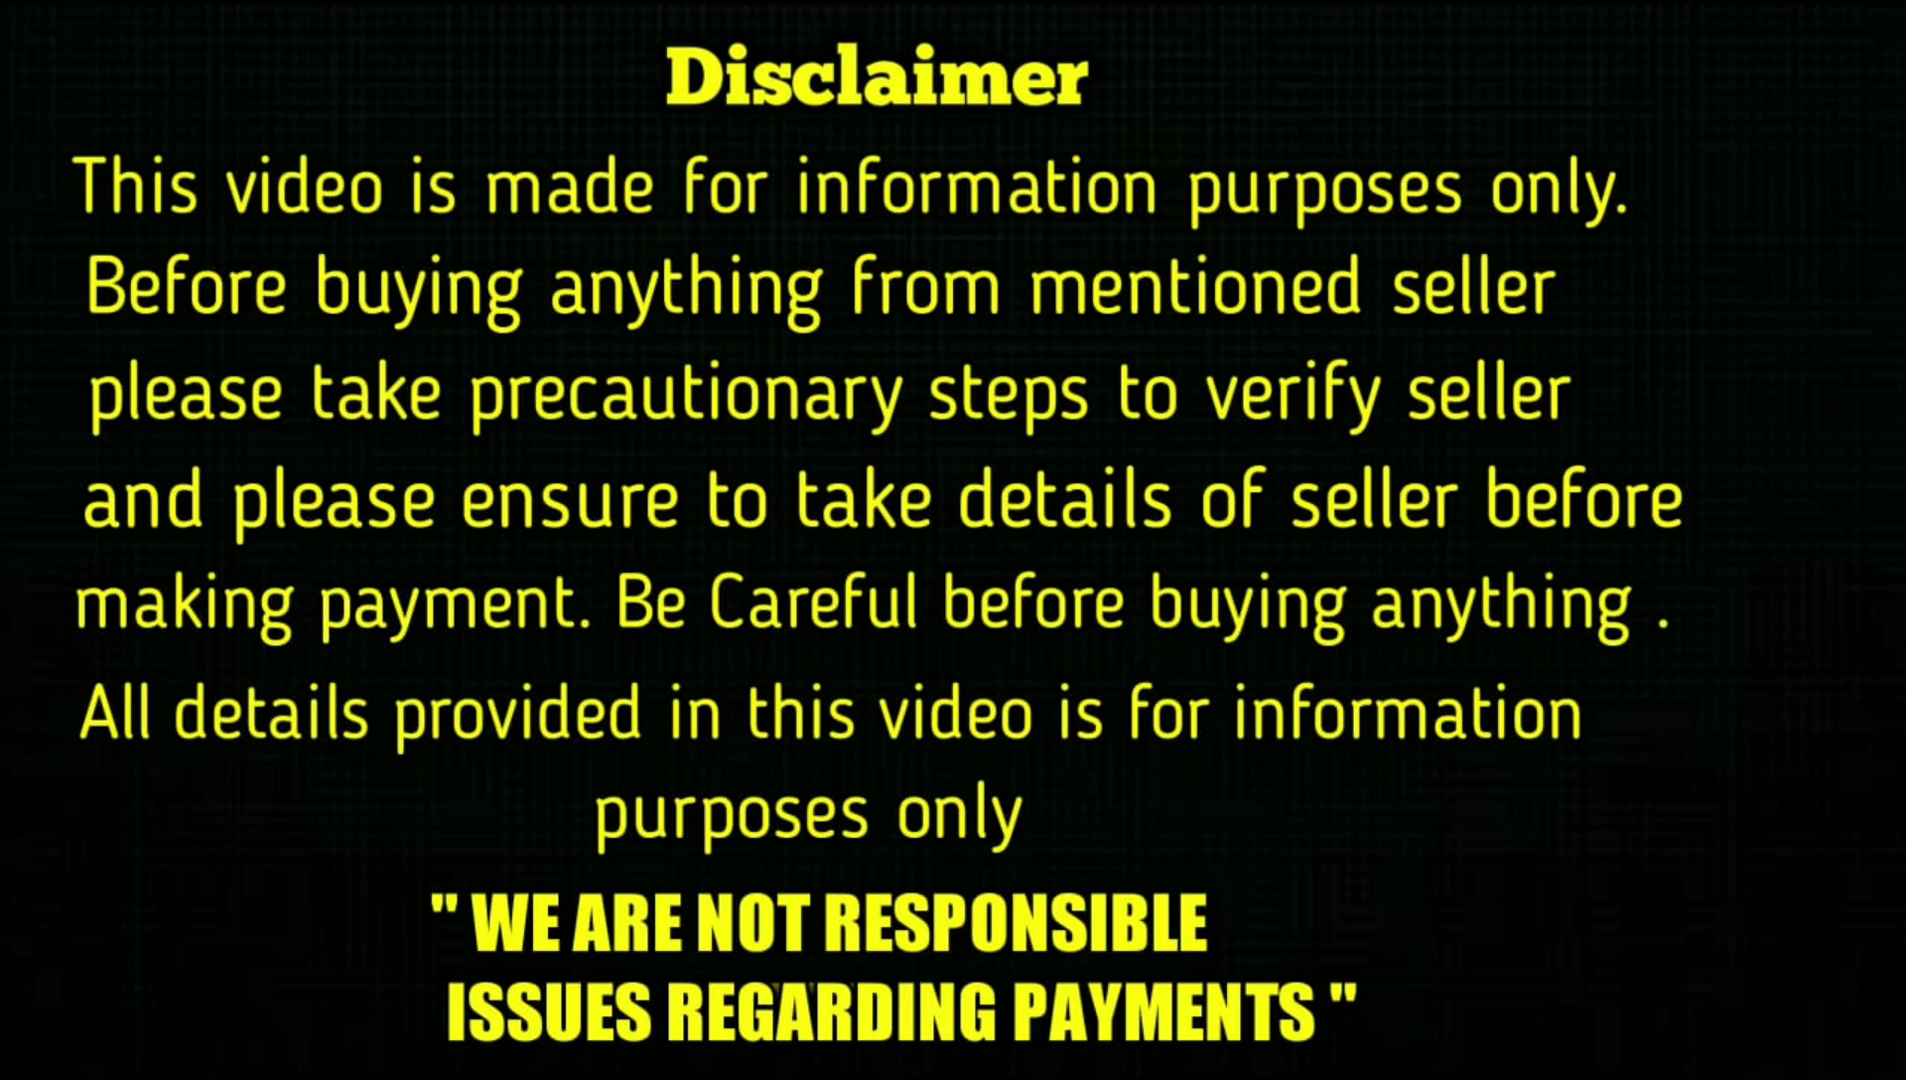 Disclaimer
This video is made for information purposes only.
Before buying anything from mentioned seller
please take precautionary steps to verify seller
and please ensure to take details of seller before
making payment. Be Careful before buying anything .
All details provided in this video is for information
purposes only
" WE ARE NOT RESPONSIBLE
ISSUES REGARDING PAYMENTS "